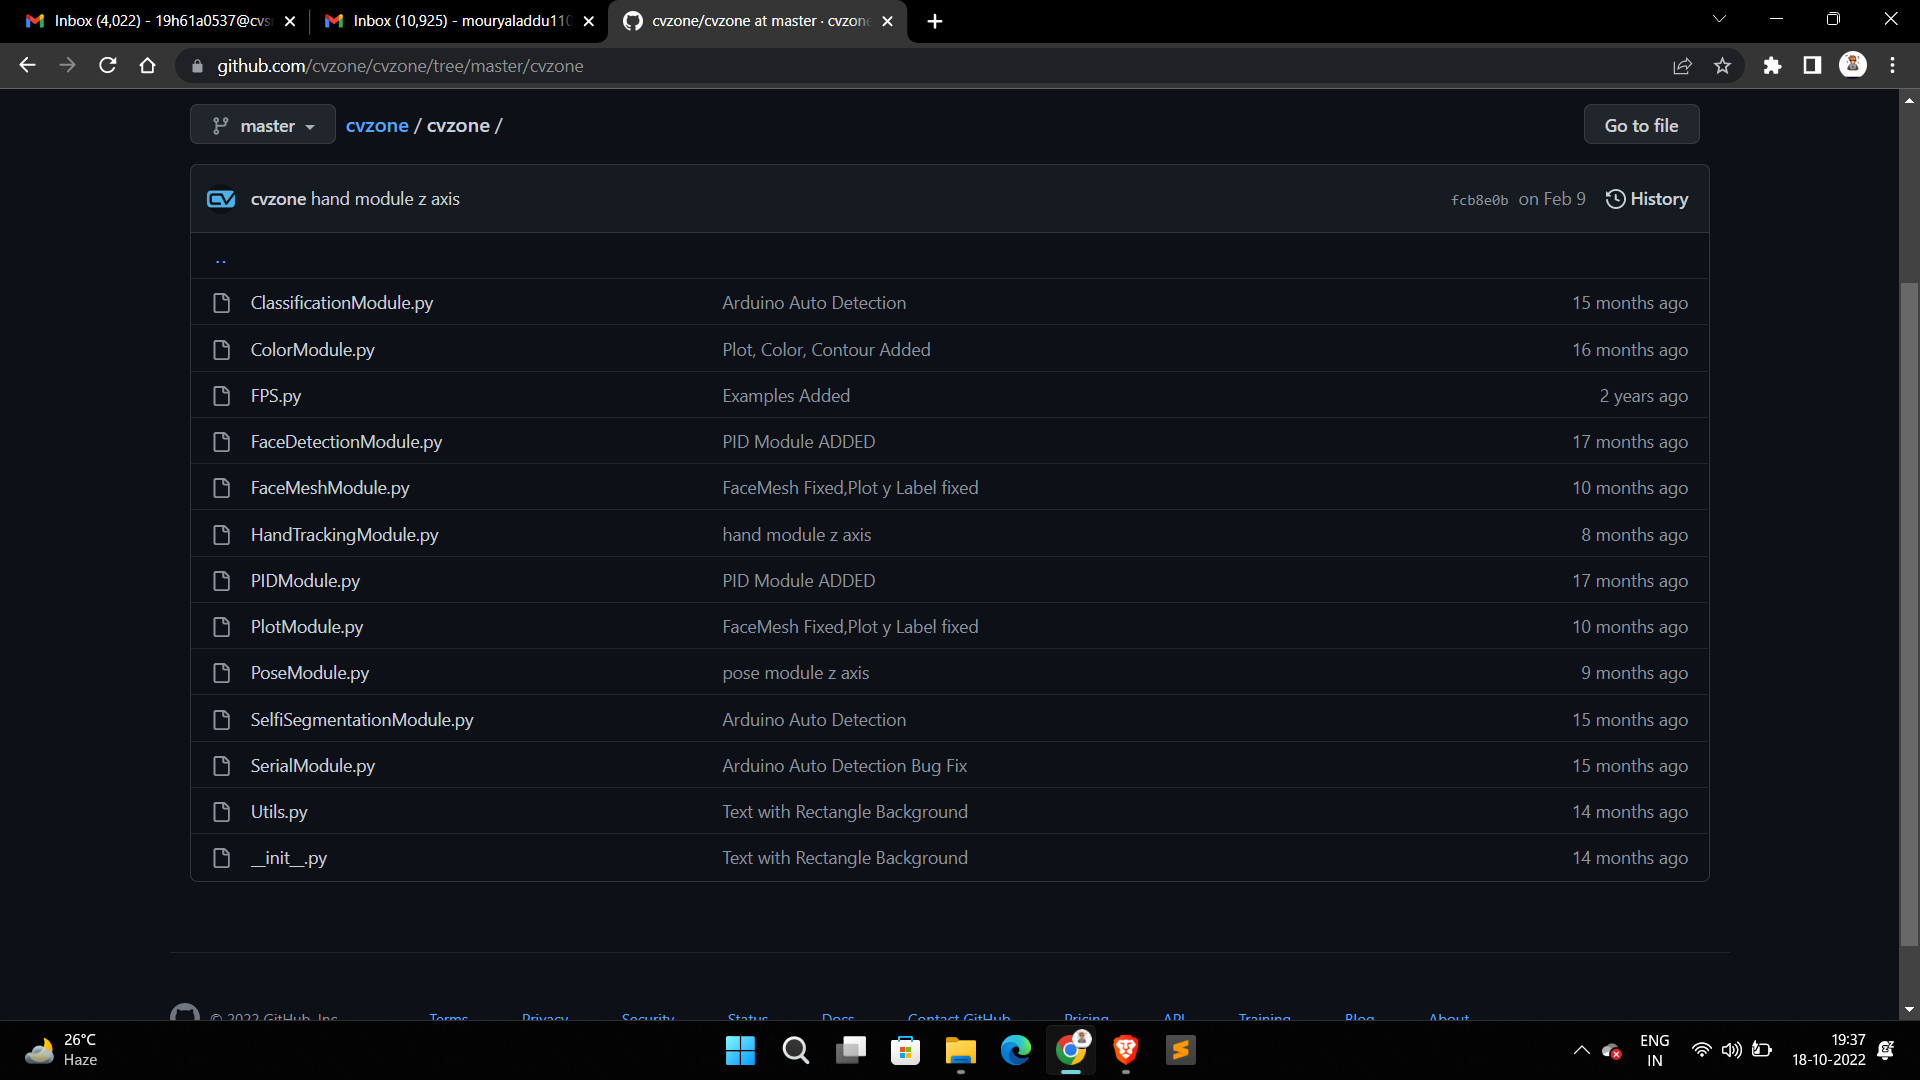 Inbox (4,022) - 19h61a0537@cvs
Inbox (10,925) - mouryaladdu110
cvzone/cvzone at master · cvzone
github.com/cvzone/cvzone/tree/master/cvzone
master
cvzone / cvzone /
Go to file
CV
cvzone hand module z axis
fcb8e0b on Feb 9
History
..
ClassificationModule.py
Arduino Auto Detection
15 months ago
ColorModule.py
Plot, Color, Contour Added
16 months ago
FPS.py
Examples Added
2 years ago
FaceDetectionModule.py
PID Module ADDED
17 months ago
FaceMeshModule.py
FaceMesh Fixed,Plot y Label fixed
10 months ago
HandTrackingModule.py
hand module z axis
8 months ago
PIDModule.py
PID Module ADDED
17 months ago
PlotModule.py
FaceMesh Fixed,Plot y Label fixed
10 months ago
PoseModule.py
pose module z axis
9 months ago
SelfiSegmentationModule.py
Arduino Auto Detection
15 months ago
SerialModule.py
Arduino Auto Detection Bug Fix
15 months ago
Utils.py
Text with Rectangle Background
14 months ago
__init__.py
Text with Rectangle Background
14 months ago
© 2022 GitHub, Inc.
Terms
Privacy
Security
Status
Docs
Contact GitHub
Pricing
API
Training
Blog
About
26°C
Haze
ENG
IN
19:37
18-10-2022